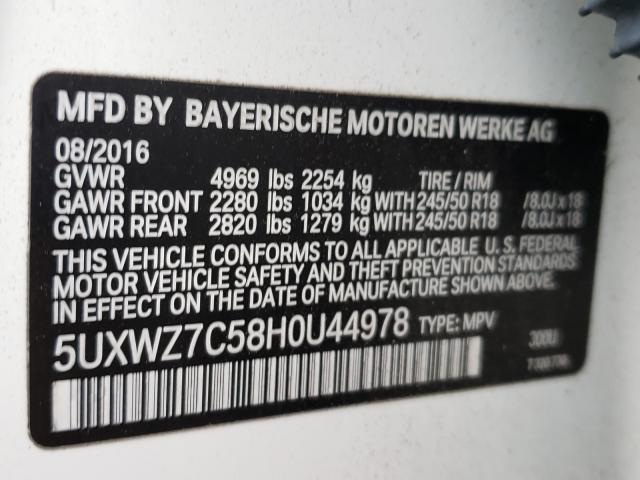 MFD BY BAYERISCHE MOTOREN WERKE AG
08/2016
GVWR 4969 lbs 2254 kg TIRE / RIM
GAWR FRONT 2280 lbs 1034 kg WITH 245/50 R18 /8.0J x 18
GAWR REAR 2820 lbs 1279 kg WITH 245/50 R18 /8.0J x 18
THIS VEHICLE CONFORMS TO ALL APPLICABLE U.S. FEDERAL
MOTOR VEHICLE SAFETY AND THEFT PREVENTION STANDARDS
IN EFFECT ON THE DATE OF MANUFACTURE SHOWN ABOVE.
5UXWZ7C58H0U44978 TYPE: MPV 300U